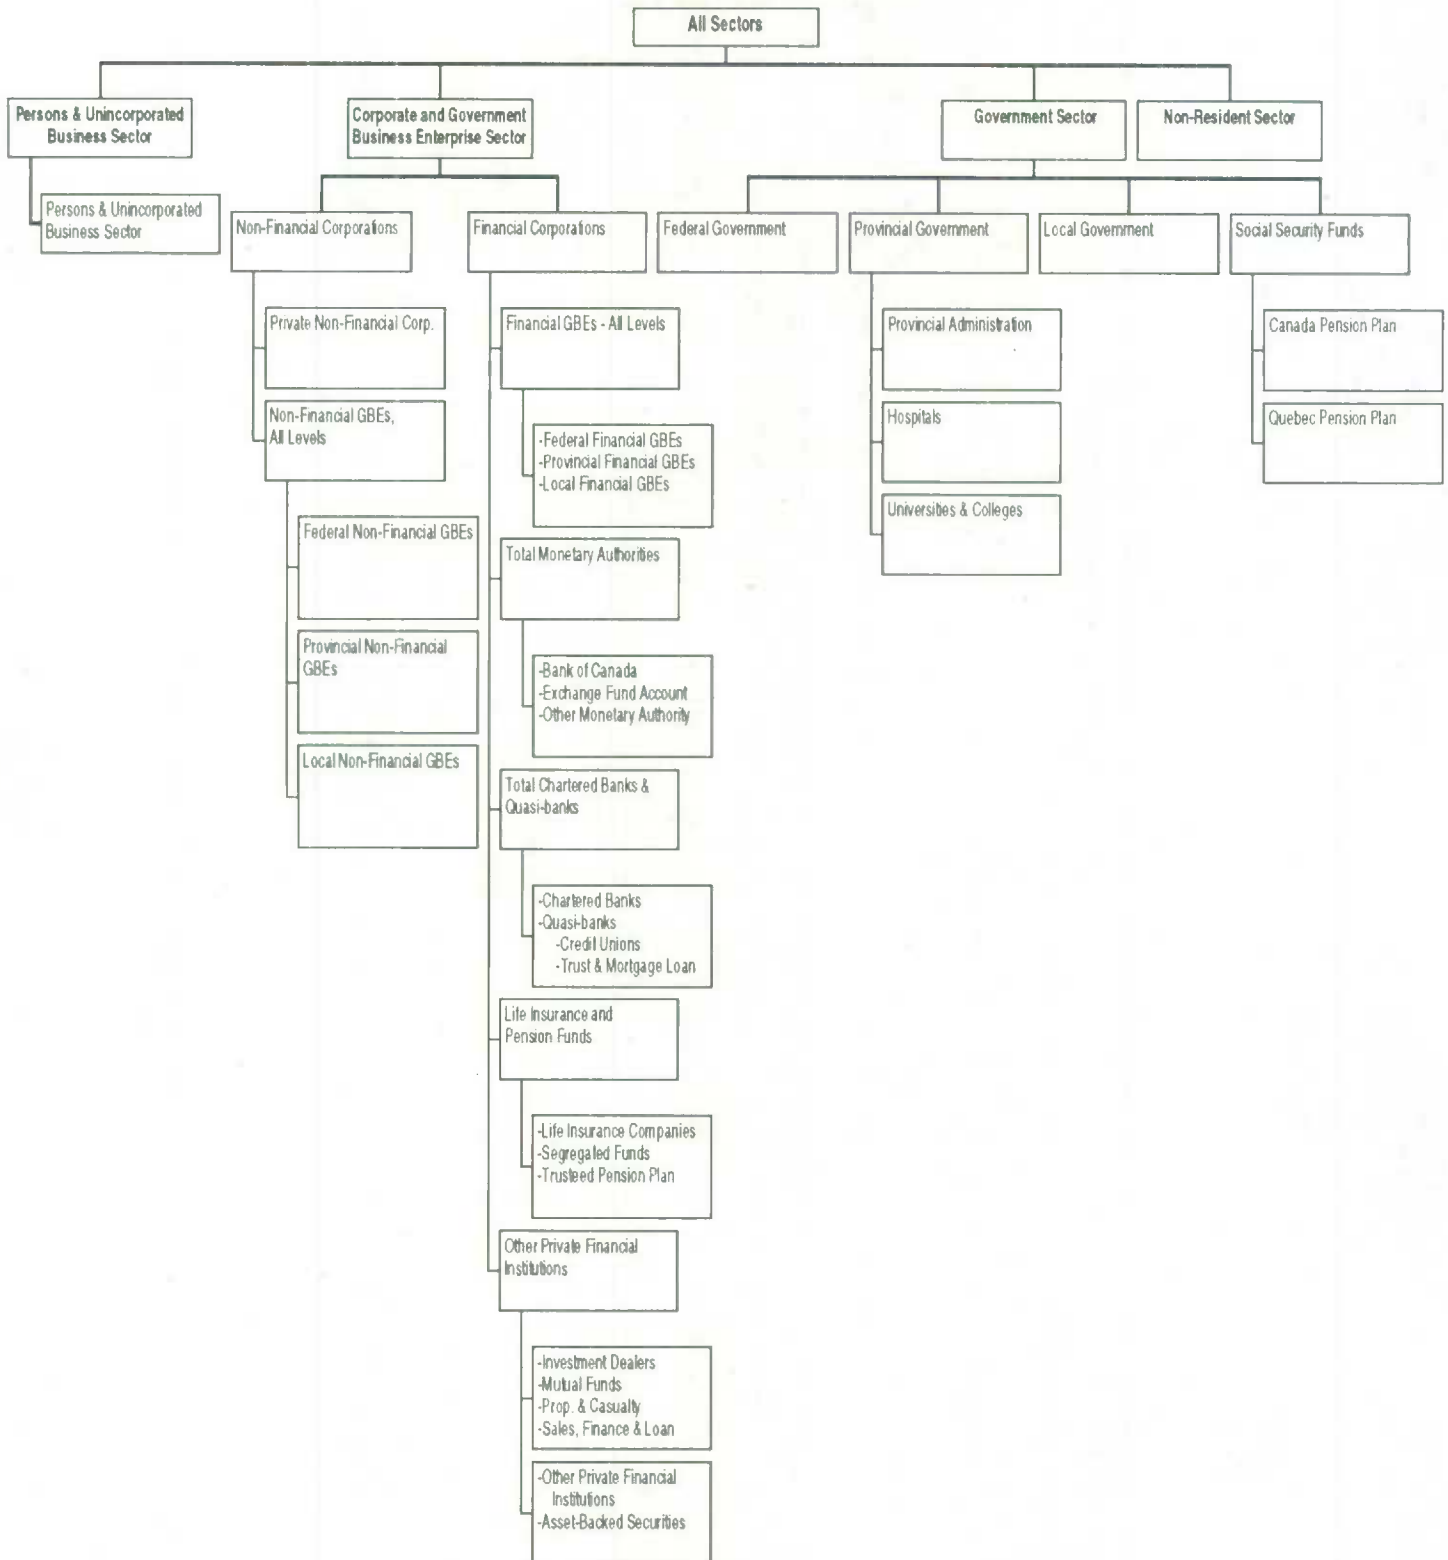 All Sectors
Persons & Unincorporated
Business Sector
Corporate and Government
Business Enterprise Sector
Government Sector
Non-Resident Sector
Persons & Unincorporated
Business Sector
Non-Financial Corporations
Financial Corporations
Federal Government
Provincial Government
Local Government
Social Security Funds
Private Non-Financial Corp.
Non-Financial GBEs,
All Levels
Federal Non-Financial GBEs
Provincial Non-Financial
GBEs
Local Non-Financial GBEs
Financial GBEs - All Levels
-Federal Financial GBEs
-Provincial Financial GBEs
-Local Financial GBEs
Total Monetary Authorities
-Bank of Canada
-Exchange Fund Account
-Other Monetary Authority
Total Chartered Banks &
Quasi-banks
-Chartered Banks
-Quasi-banks
-Credit Unions
-Trust & Mortgage Loan
Life Insurance and
Pension Funds
-Life Insurance Companies
-Segregated Funds
-Trusteed Pension Plan
Other Private Financial
Institutions
-Investment Dealers
-Mutual Funds
-Prop. & Casualty
-Sales, Finance & Loan
-Other Private Financial
Institutions
-Asset-Backed Securities
Provincial Administration
Hospitals
Universities & Colleges
Canada Pension Plan
Quebec Pension Plan